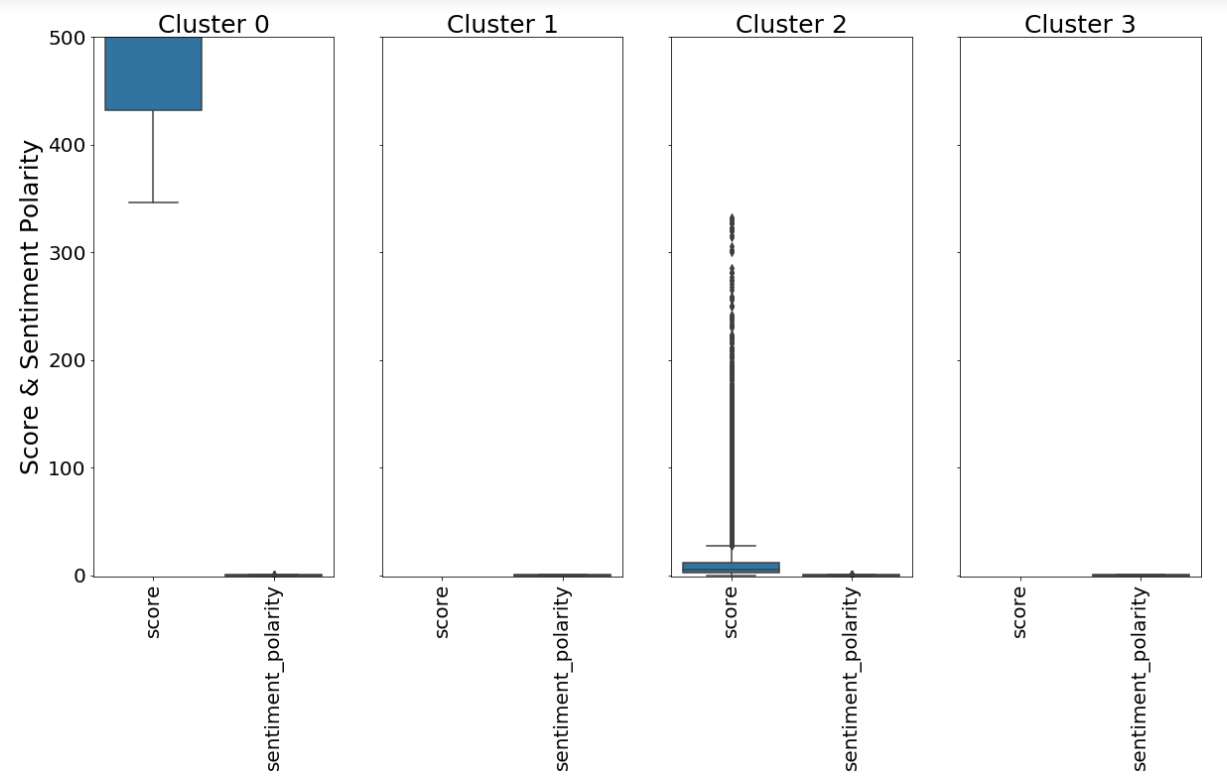 Cluster 0
Cluster 1
Cluster 2
Cluster 3
Score & Sentiment Polarity
500
400
300
200
100
0
score
sentiment_polarity
score
sentiment_polarity
score
sentiment_polarity
score
sentiment_polarity